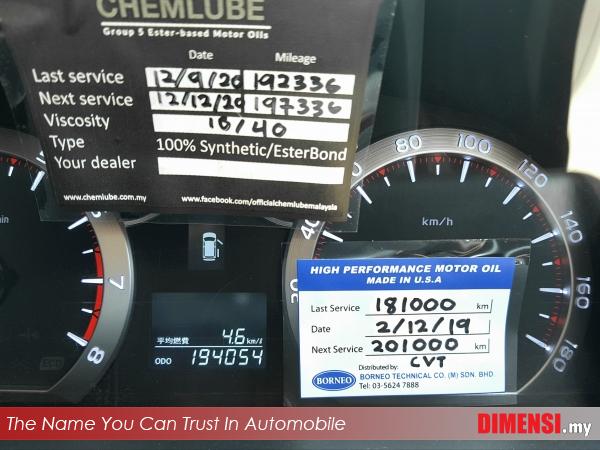 CHEMLUBE
Group 5 Ester-based Motor Oils
Date Mileage
Last service 12/9/20 192336
Next service 12/12/20 197336
Viscosity 10/40
Type 100% Synthetic/EsterBond
Your dealer
www.chemlube.com.my www.facebook.com/officialchemlubemalaysia
80 100 120 140 160 180
km/h
40
7
8
ECO
平均燃費 4.6 km/ℓ
ODO 194054
HIGH PERFORMANCE MOTOR OIL
MADE IN U.S.A
Last Service 181000 km
Date 2/12/19
Next Service 201000 km
CVT
Distributed by:
BORNEO BORNEO TECHNICAL CO. (M) SDN. BHD.
Tel: 03-5624 7888
The Name You Can Trust In Automobile
DIMENSI.my